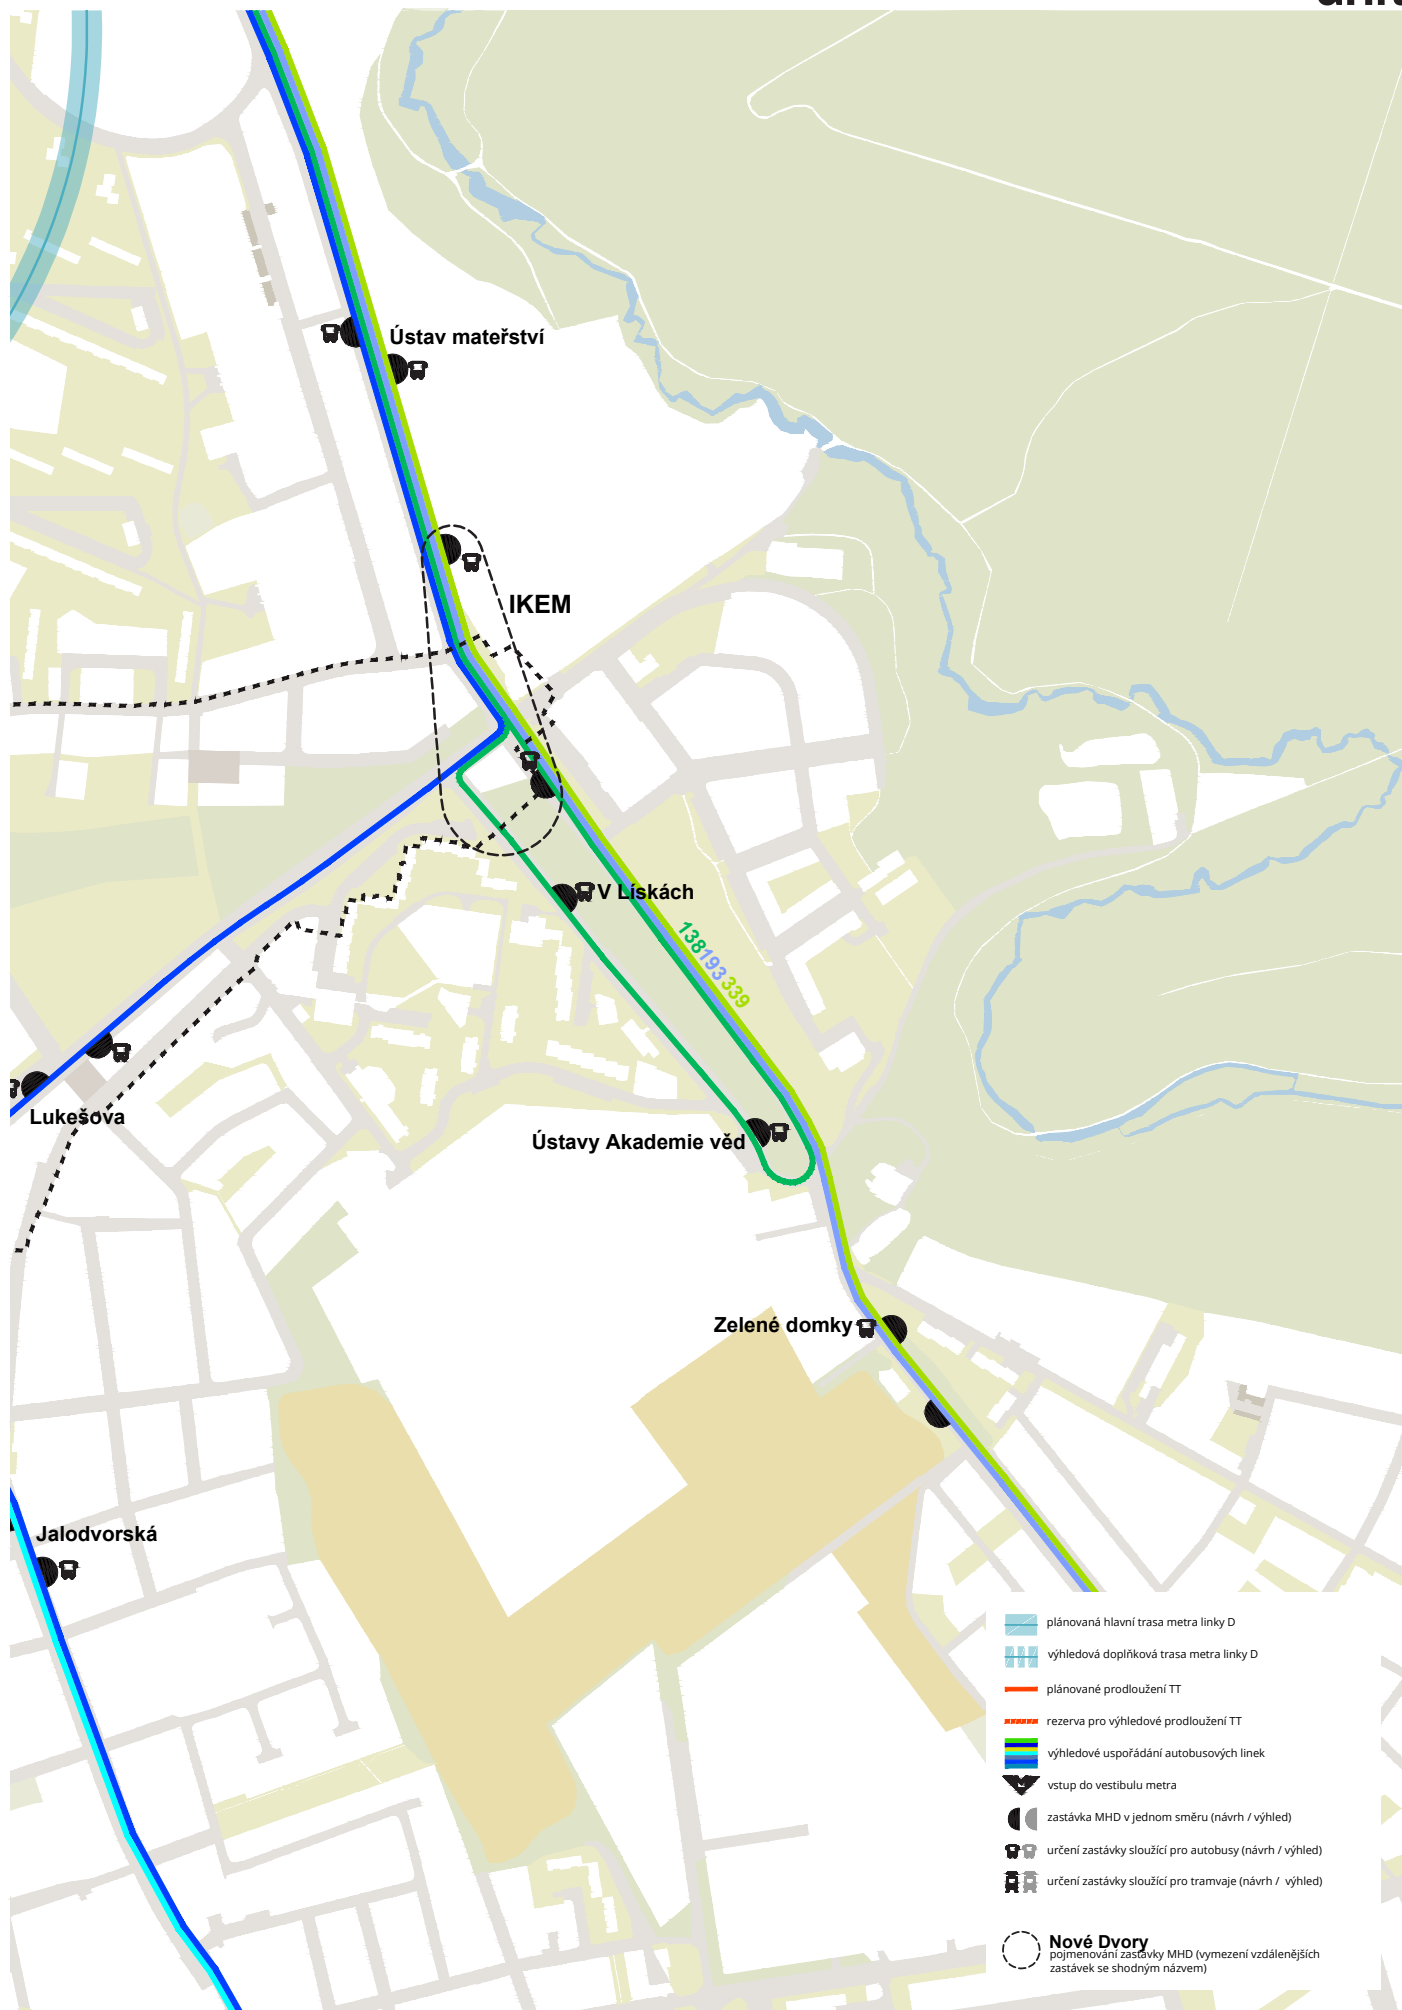 Ústav mateřství
IKEM
V Lískách
138 193 339
Lukešova
Ústavy Akademie věd
Zelené domky
Jalodvorská
plánovaná hlavní trasa metra linky D
výhledová doplňková trasa metra linky D
plánované prodloužení TT
rezerva pro výhledové prodloužení TT
výhledové uspořádání autobusových linek
vstup do vestibulu metra
zastávka MHD v jednom směru (návrh / výhled)
určení zastávky sloužící pro autobusy (návrh / výhled)
určení zastávky sloužící pro tramvaje (návrh / výhled)
Nové Dvory
pojmenování zastávky MHD (vymezení vzdálenějších
zastávek se shodným názvem)